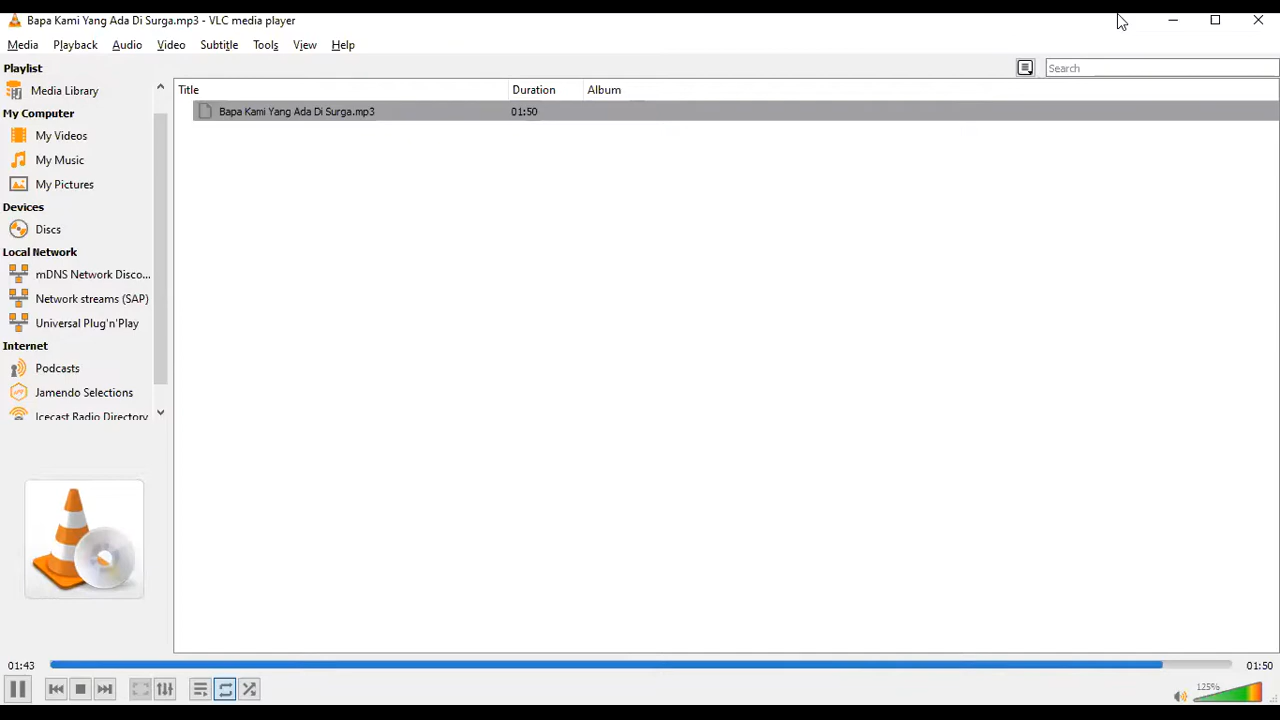 Bapa Kami Yang Ada Di Surga.mp3 - VLC media player
Media Playback Audio Video Subtitle Tools View Help
Playlist
Search
Media Library
Title Duration Album
My Computer
Bapa Kami Yang Ada Di Surga.mp3 01:50
My Videos
My Music
My Pictures
Devices
Discs
Local Network
mDNS Network Disco...
Network streams (SAP)
Universal Plug'n'Play
Internet
Podcasts
Jamendo Selections
Icecast Radio Directory
01:43 01:50
125%